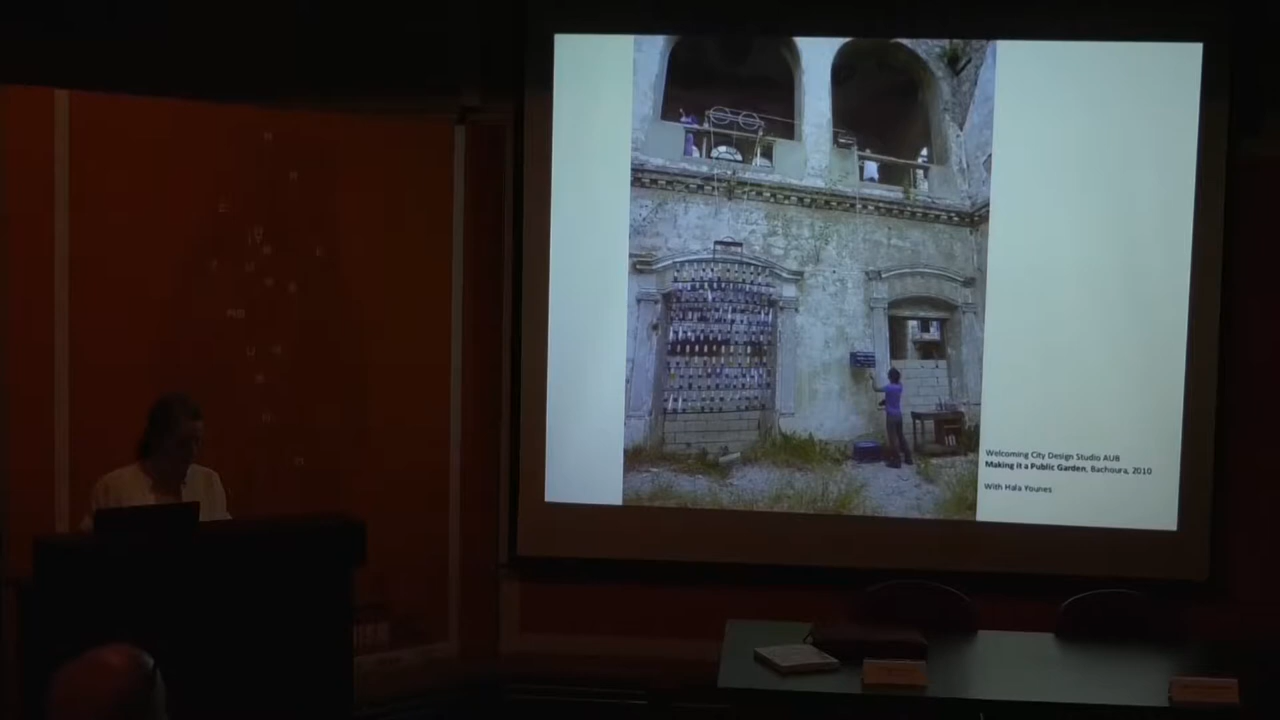 Welcoming City Design Studio AUB
Making it a Public Garden, Bachoura, 2010
With Hala Younes